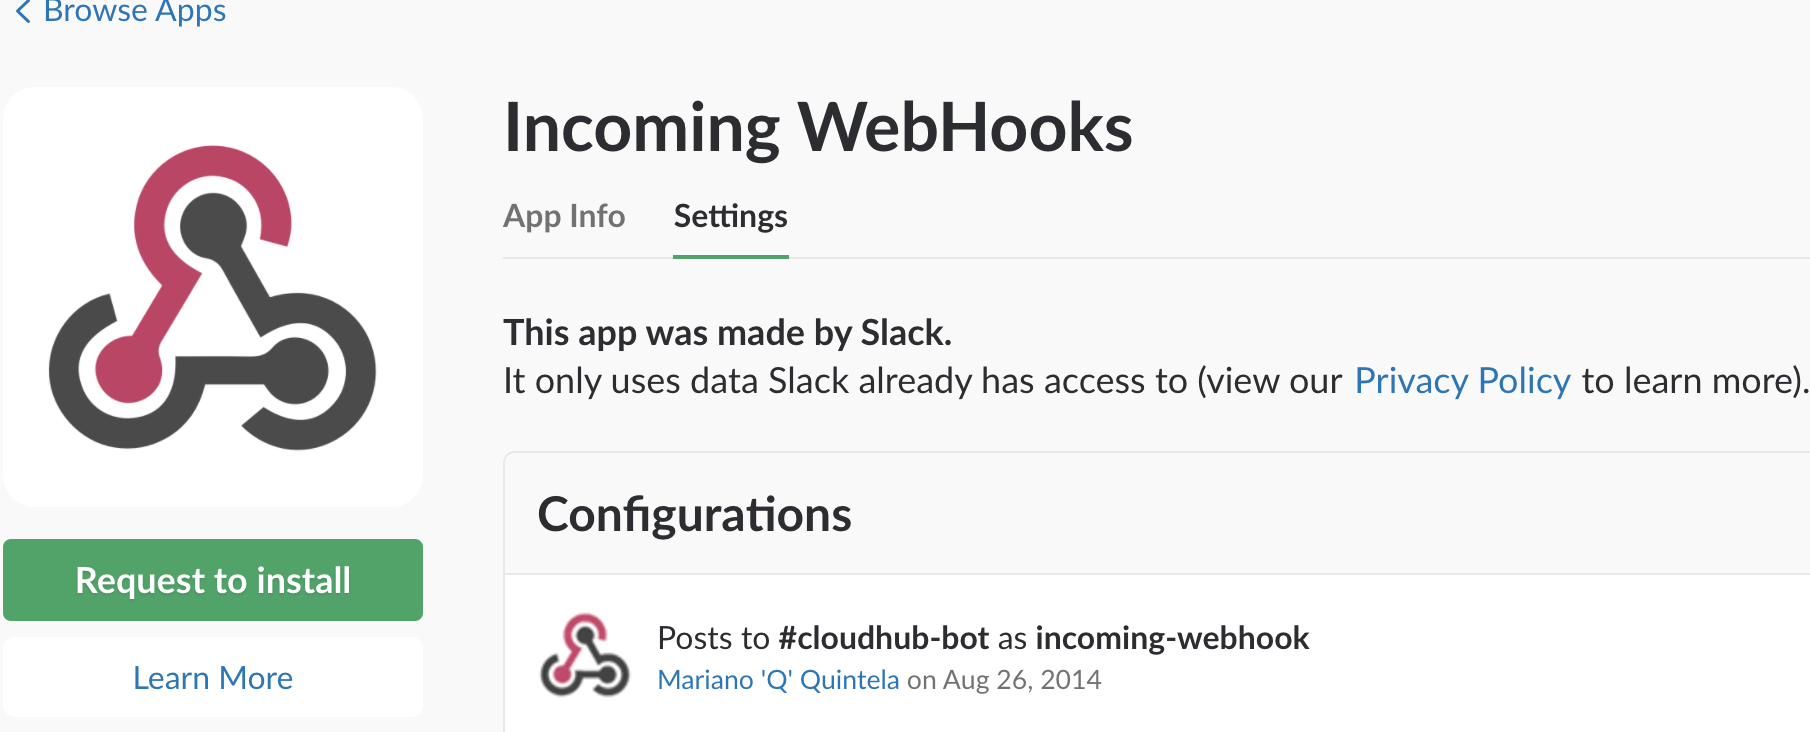 Browse Apps
Incoming WebHooks
App Info Settings
This app was made by Slack.
It only uses data Slack already has access to (view our Privacy Policy to learn more).
Configurations
Request to install
Posts to #cloudhub-bot as incoming-webhook
Mariano 'Q' Quintela on Aug 26, 2014
Learn More